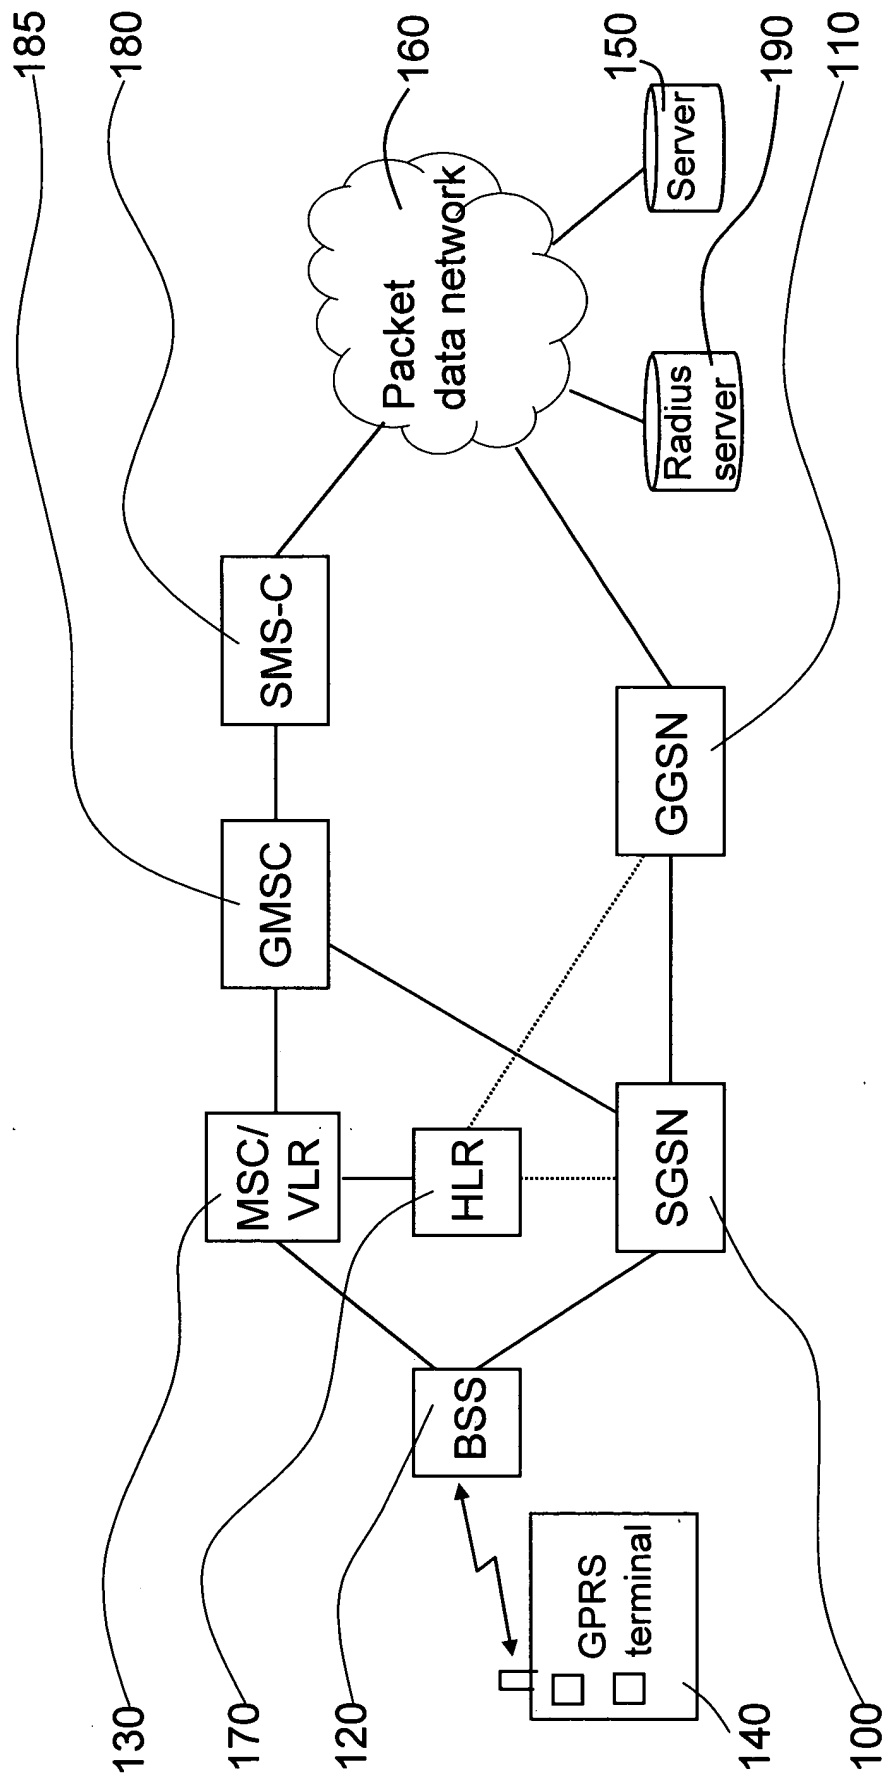 130
170
120
140
100
GPRS
terminal
BSS
MSC/
VLR
HLR
SGSN
GMSC
GGSN
SMS-C
Packet
data network
Radius
server
Server
185
180
160
150
190
110